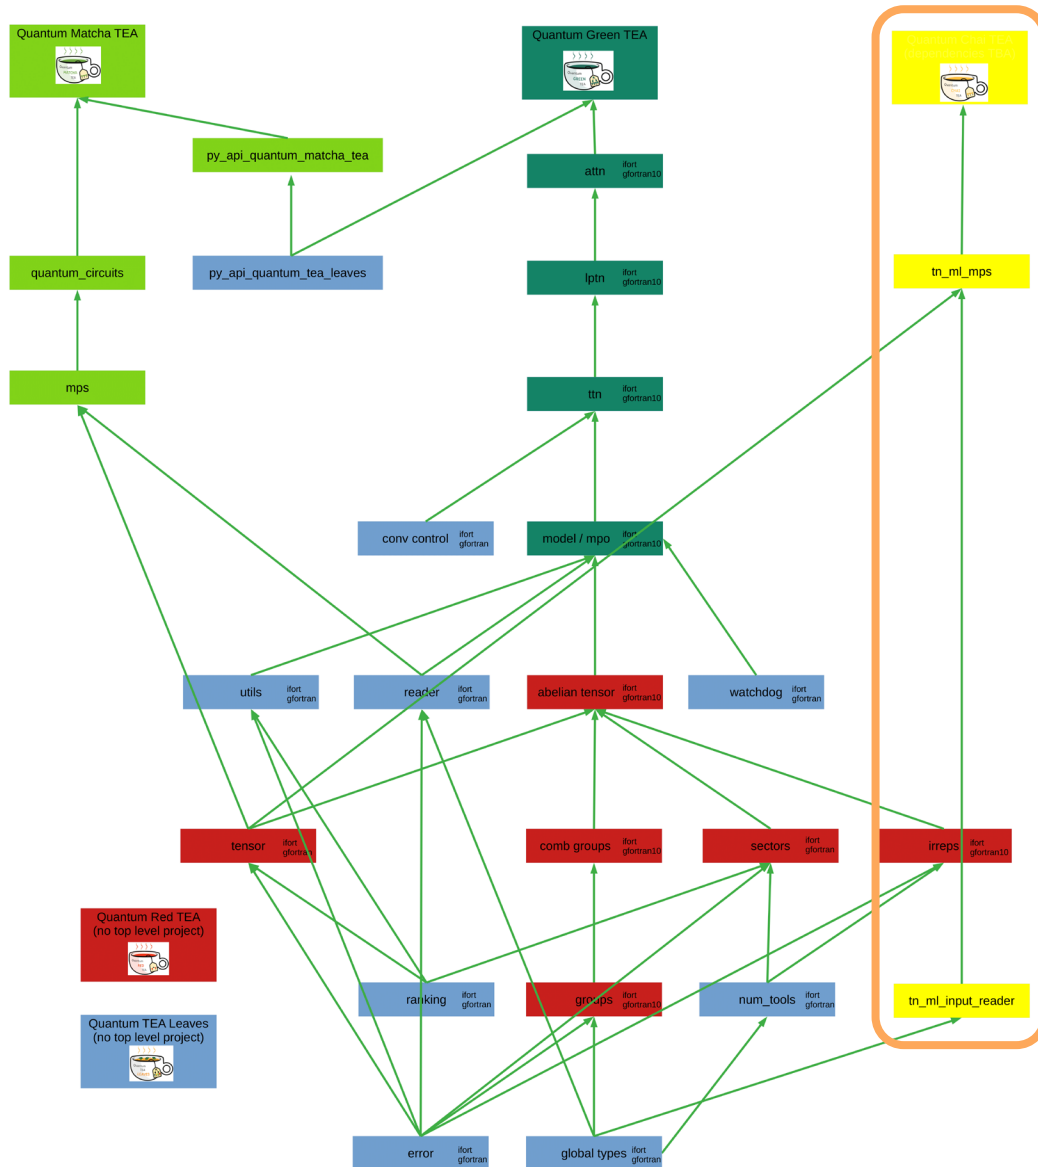 Quantum Matcha TEA
Quantum Green TEA
py_api_quantum_matcha_tea
attn
ifort
gfortran10
quantum_circuits
py_api_quantum_tea_leaves
lptn
ifort
gfortran10
tn_ml_mps
mps
ttn
ifort
gfortran10
conv control
ifort
gfortran
model / mpo
ifort
gfortran10
utils
ifort
gfortran
reader
ifort
gfortran
abelian tensor
ifort
gfortran10
watchdog
ifort
gfortran
tensor
ifort
gfortran
comb groups
ifort
gfortran10
sectors
ifort
gfortran
irreps
ifort
gfortran10
Quantum Red TEA
(no top level project)
ranking
ifort
gfortran
groups
ifort
gfortran10
num_tools
ifort
gfortran
tn_ml_input_reader
Quantum TEA Leaves
(no top level project)
error
ifort
gfortran
global types
ifort
gfortran